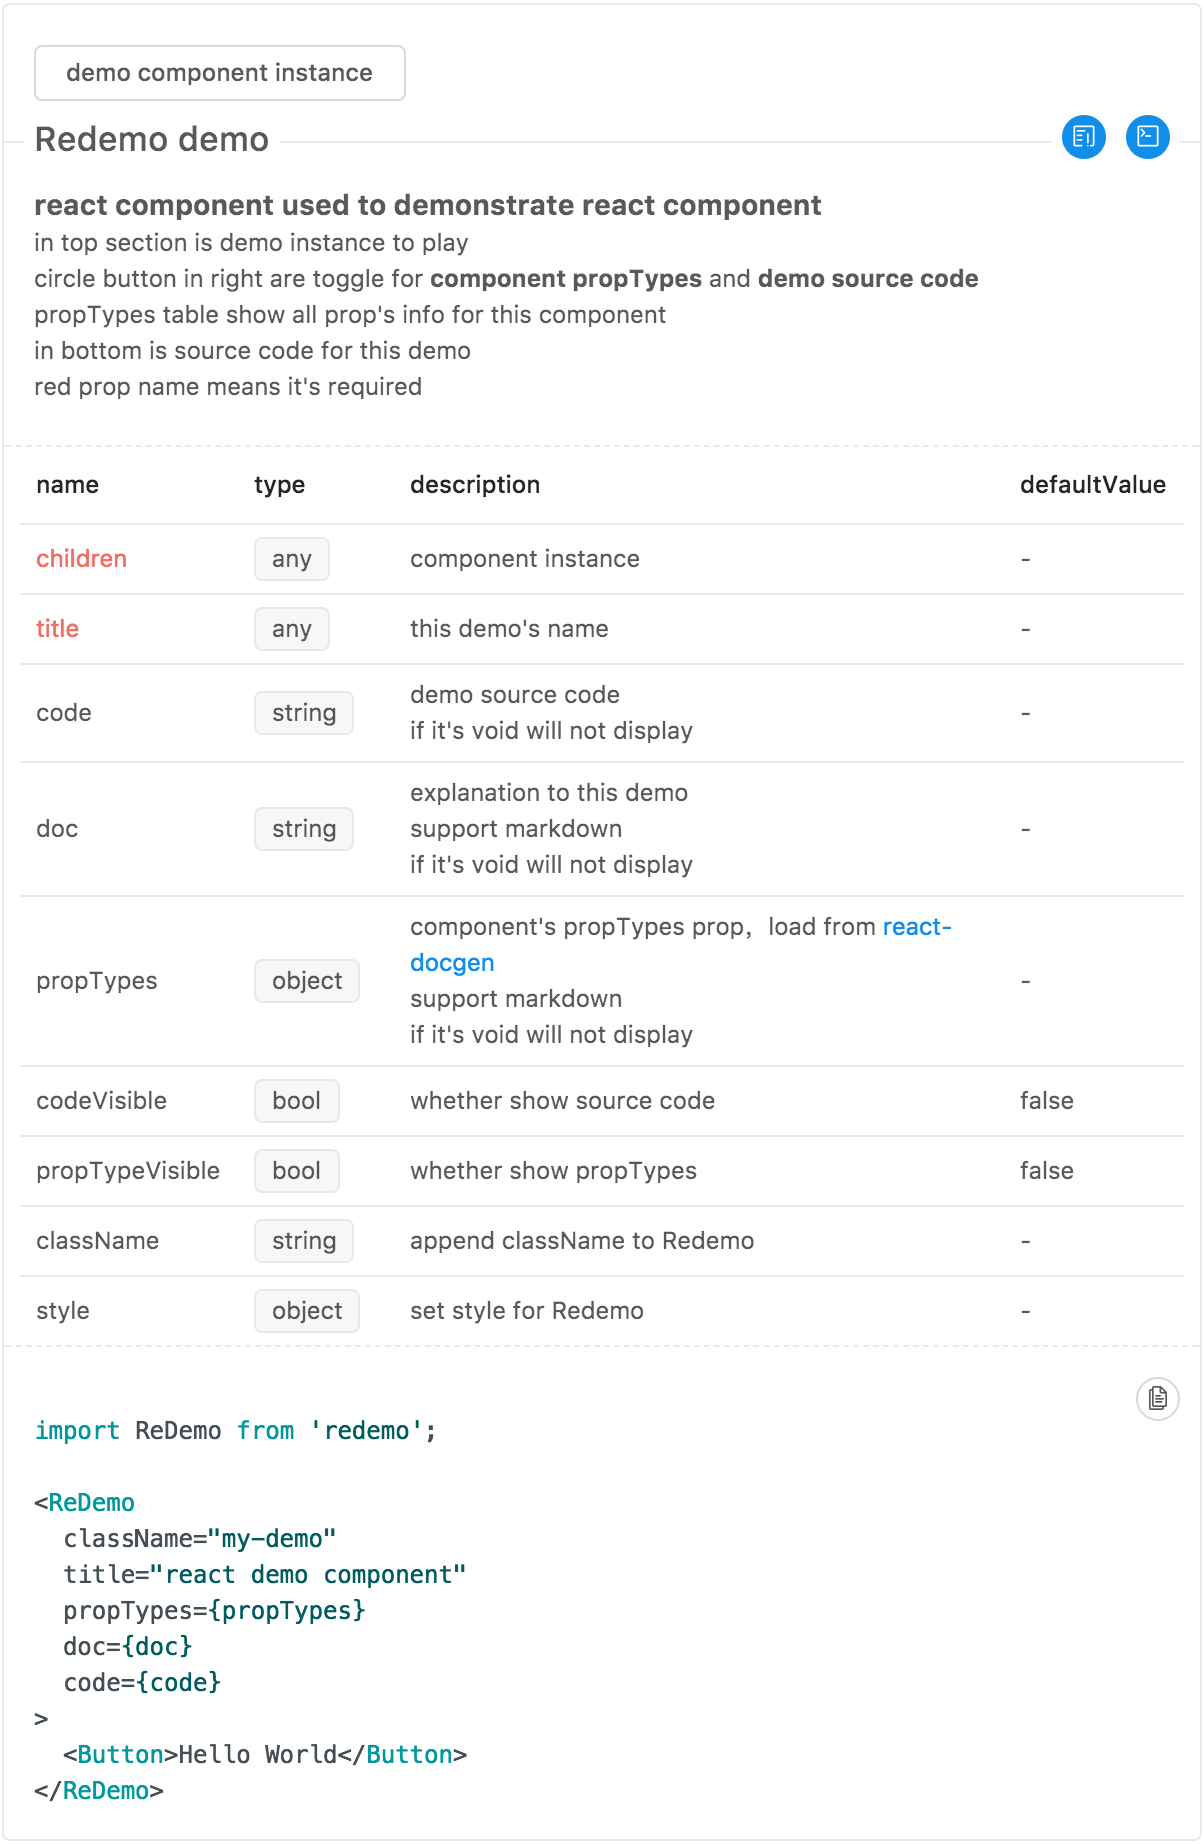 demo component instance
Redemo demo
react component used to demonstrate react component
in top section is demo instance to play
circle button in right are toggle for component propTypes and demo source code
propTypes table show all prop's info for this component
in bottom is source code for this demo
red prop name means it's required
name type description defaultValue
children any component instance -
title any this demo's name -
code string demo source code
if it's void will not display -
doc string explanation to this demo
support markdown
if it's void will not display -
propTypes object component's propTypes prop，load from react-
docgen
support markdown
if it's void will not display -
codeVisible bool whether show source code false
propTypeVisible bool whether show propTypes false
className string append className to Redemo -
style object set style for Redemo -
import ReDemo from 'redemo';
<ReDemo
  className="my-demo"
  title="react demo component"
  propTypes={propTypes}
  doc={doc}
  code={code}
>
  <Button>Hello World</Button>
</ReDemo>